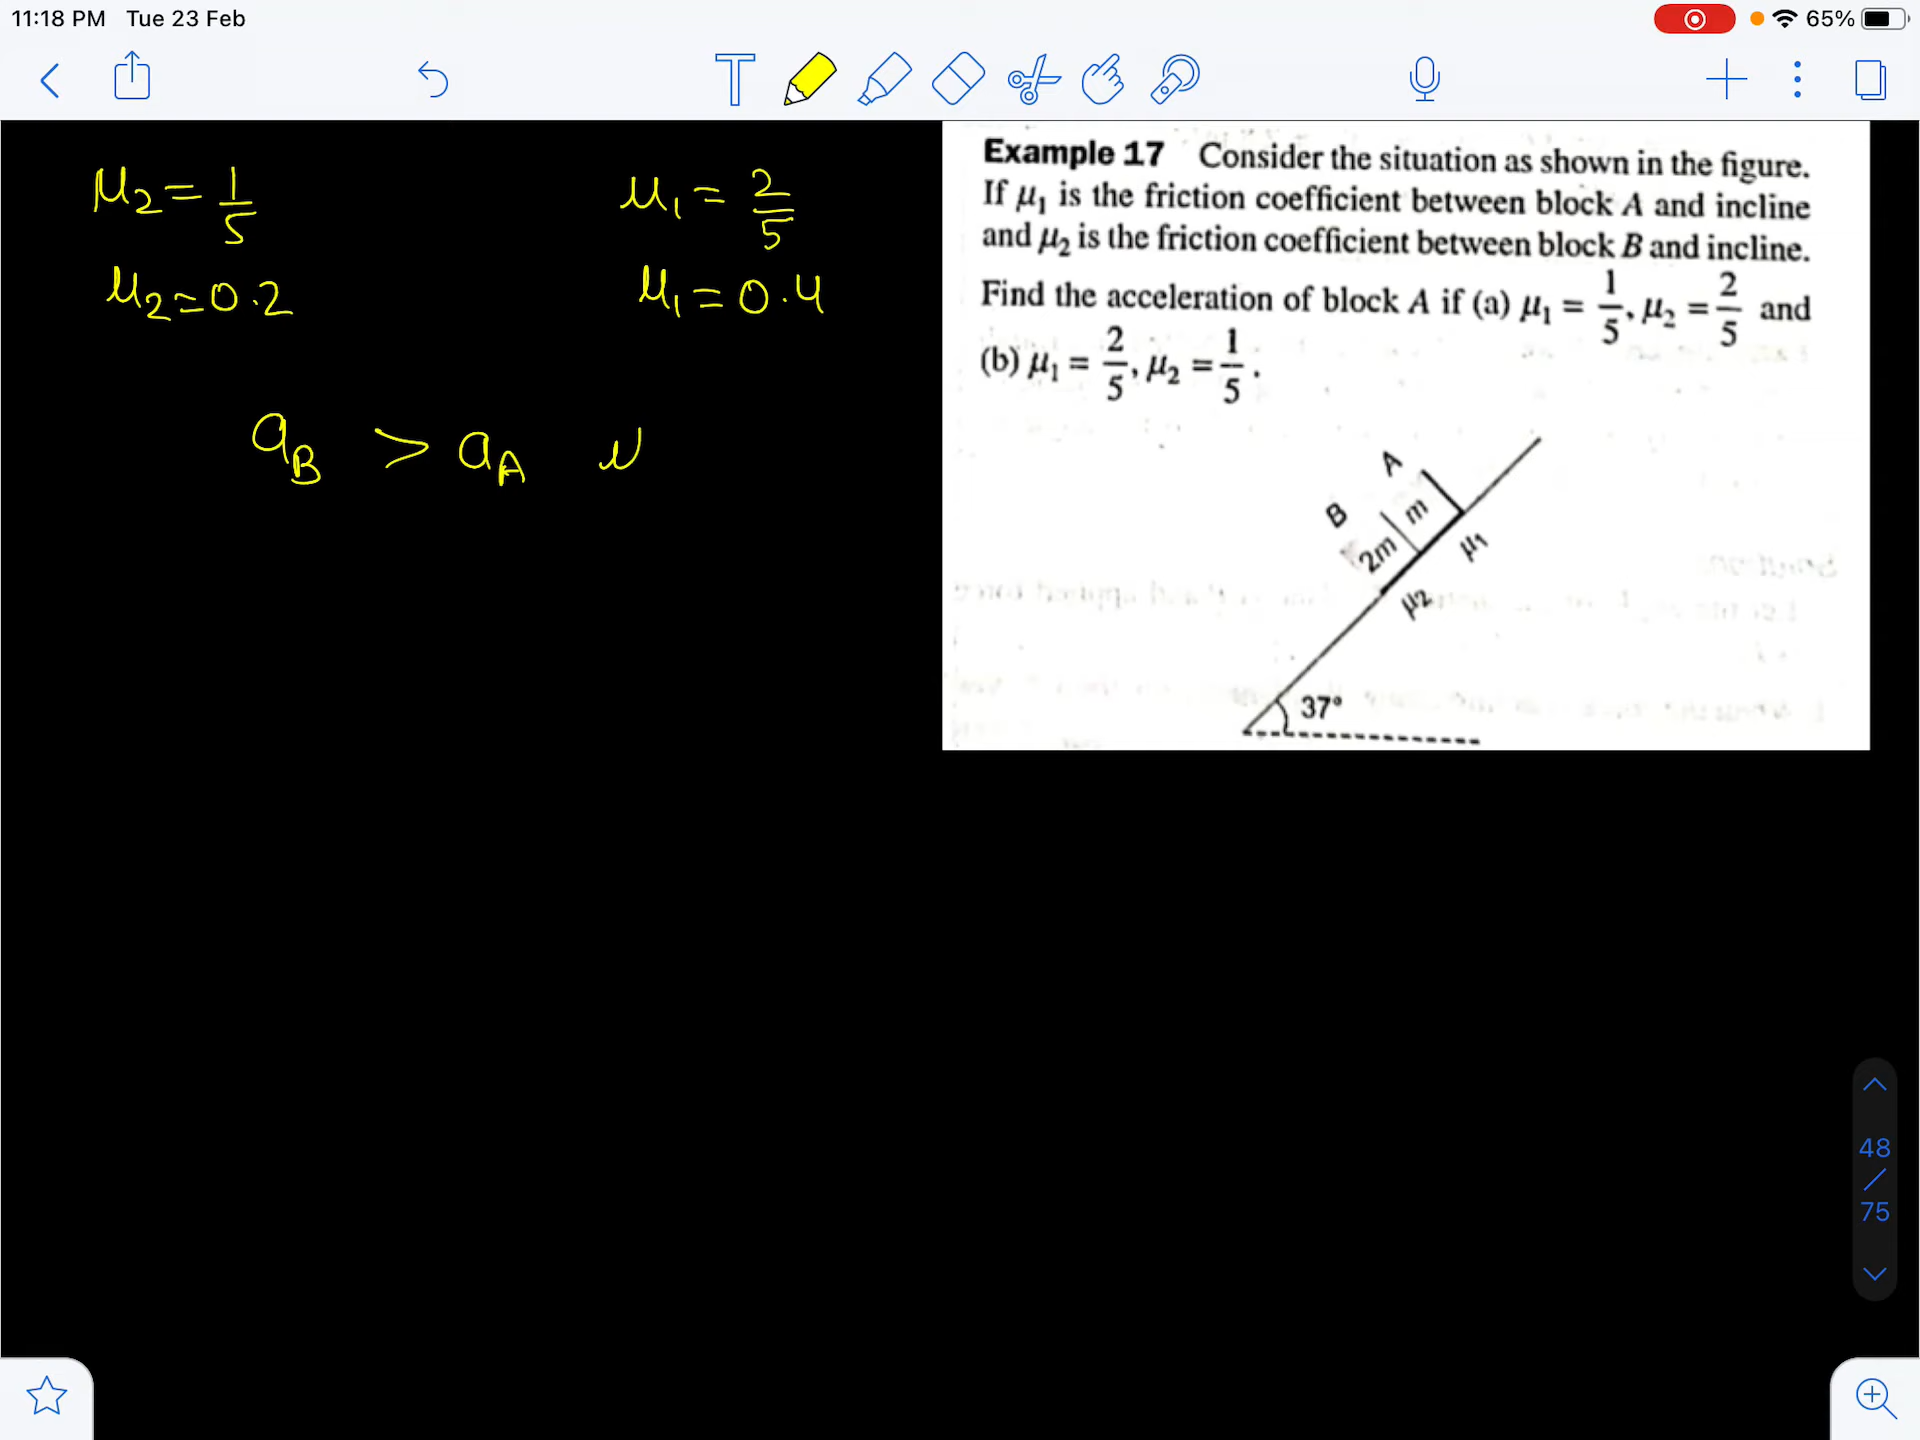 11:18 PM Tue 23 Feb
65%
μ₂ = 1/5
μ₁ = 2/5
μ₂ = 0.2
μ₁ = 0.4
a_B > a_A
Example 17 Consider the situation as shown in the figure.
If μ₁ is the friction coefficient between block A and incline
and μ₂ is the friction coefficient between block B and incline.
Find the acceleration of block A if (a) μ₁ = 1/5, μ₂ = 2/5 and
(b) μ₁ = 2/5, μ₂ = 1/5.
A
B
m
2m
μ₁
μ₂
37°
48
/
75